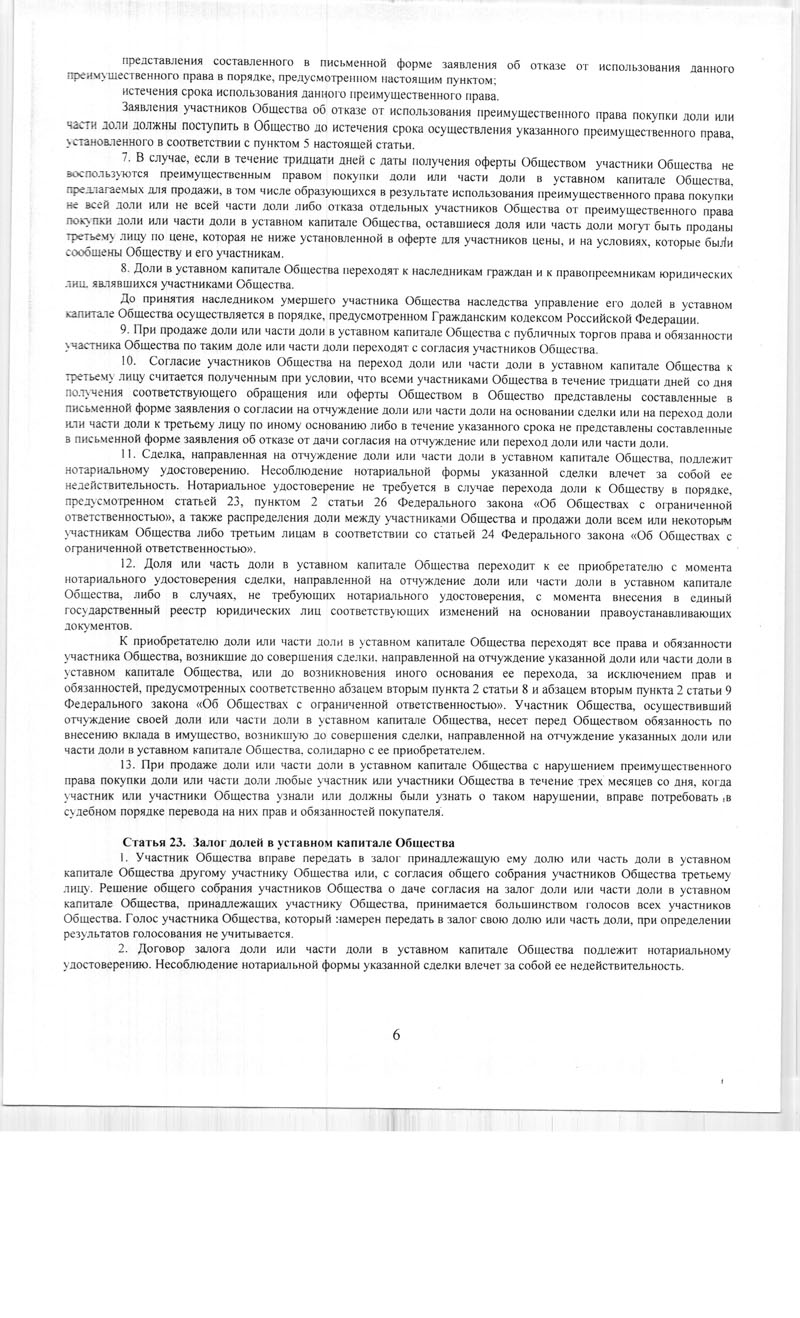 представления составленного в письменной форме заявления об отказе от использования данного
преимущественного права в порядке, предусмотренном настоящим пунктом;
истечения срока использования данного преимущественного права.
Заявления участников Общества об отказе от использования преимущественного права покупки доли или
части доли должны поступить в Общество до истечения срока осуществления указанного преимущественного права,
установленного в соответствии с пунктом 5 настоящей статьи.
7. В случае, если в течение тридцати дней с даты получения оферты Обществом участники Общества не
воспользуются преимущественным правом покупки доли или части доли в уставном капитале Общества,
предлагаемых для продажи, в том числе образующихся в результате использования преимущественного права покупки
не всей доли или не всей части доли либо отказа отдельных участников Общества от преимущественного права
покупки доли или части доли в уставном капитале Общества, оставшиеся доля или часть доли могут быть проданы
третьему лицу по цене, которая не ниже установленной в оферте для участников цены, и на условиях, которые были
сообщены Обществу и его участникам.
8. Доли в уставном капитале Общества переходят к наследникам граждан и к правопреемникам юридических
лиц, являвшихся участниками Общества.
До принятия наследником умершего участника Общества наследства управление его долей в уставном
капитале Общества осуществляется в порядке, предусмотренном Гражданским кодексом Российской Федерации.
9. При продаже доли или части доли в уставном капитале Общества с публичных торгов права и обязанности
участника Общества по таким доле или части доли переходят с согласия участников Общества.
10. Согласие участников Общества на переход доли или части доли в уставном капитале Общества к
третьему лицу считается полученным при условии, что всеми участниками Общества в течение тридцати дней со дня
получения соответствующего обращения или оферты Обществом в Общество представлены составленные в
письменной форме заявления о согласии на отчуждение доли или части доли на основании сделки или на переход доли
или части доли к третьему лицу по иному основанию либо в течение указанного срока не представлены составленные
в письменной форме заявления об отказе от дачи согласия на отчуждение или переход доли или части доли.
11. Сделка, направленная на отчуждение доли или части доли в уставном капитале Общества, подлежит
нотариальному удостоверению. Несоблюдение нотариальной формы указанной сделки влечет за собой ее
недействительность. Нотариальное удостоверение не требуется в случае перехода доли к Обществу в порядке,
предусмотренном статьей 23, пунктом 2 статьи 26 Федерального закона «Об Обществах с ограниченной
ответственностью», а также распределения доли между участниками Общества и продажи доли всем или некоторым
участникам Общества либо третьим лицам в соответствии со статьей 24 Федерального закона «Об Обществах с
ограниченной ответственностью».
12. Доля или часть доли в уставном капитале Общества переходит к ее приобретателю с момента
нотариального удостоверения сделки, направленной на отчуждение доли или части доли в уставном капитале
Общества, либо в случаях, не требующих нотариального удостоверения, с момента внесения в единый
государственный реестр юридических лиц соответствующих изменений на основании правоустанавливающих
документов.
К приобретателю доли или части доли в уставном капитале Общества переходят все права и обязанности
участника Общества, возникшие до совершения сделки, направленной на отчуждение указанной доли или части доли в
уставном капитале Общества, или до возникновения иного основания ее перехода, за исключением прав и
обязанностей, предусмотренных соответственно абзацем вторым пункта 2 статьи 8 и абзацем вторым пункта 2 статьи 9
Федерального закона «Об Обществах с ограниченной ответственностью». Участник Общества, осуществивший
отчуждение своей доли или части доли в уставном капитале Общества, несет перед Обществом обязанность по
внесению вклада в имущество, возникшую до совершения сделки, направленной на отчуждение указанных доли или
части доли в уставном капитале Общества, солидарно с ее приобретателем.
13. При продаже доли или части доли в уставном капитале Общества с нарушением преимущественного
права покупки доли или части доли любые участник или участники Общества в течение трех месяцев со дня, когда
участник или участники Общества узнали или должны были узнать о таком нарушении, вправе потребовать в
судебном порядке перевода на них прав и обязанностей покупателя.
Статья 23. Залог долей в уставном капитале Общества
1. Участник Общества вправе передать в залог принадлежащую ему долю или часть доли в уставном
капитале Общества другому участнику Общества или, с согласия общего собрания участников Общества третьему
лицу. Решение общего собрания участников Общества о даче согласия на залог доли или части доли в уставном
капитале Общества, принадлежащих участнику Общества, принимается большинством голосов всех участников
Общества. Голос участника Общества, который намерен передать в залог свою долю или часть доли, при определении
результатов голосования не учитывается.
2. Договор залога доли или части доли в уставном капитале Общества подлежит нотариальному
удостоверению. Несоблюдение нотариальной формы указанной сделки влечет за собой ее недействительность.
6